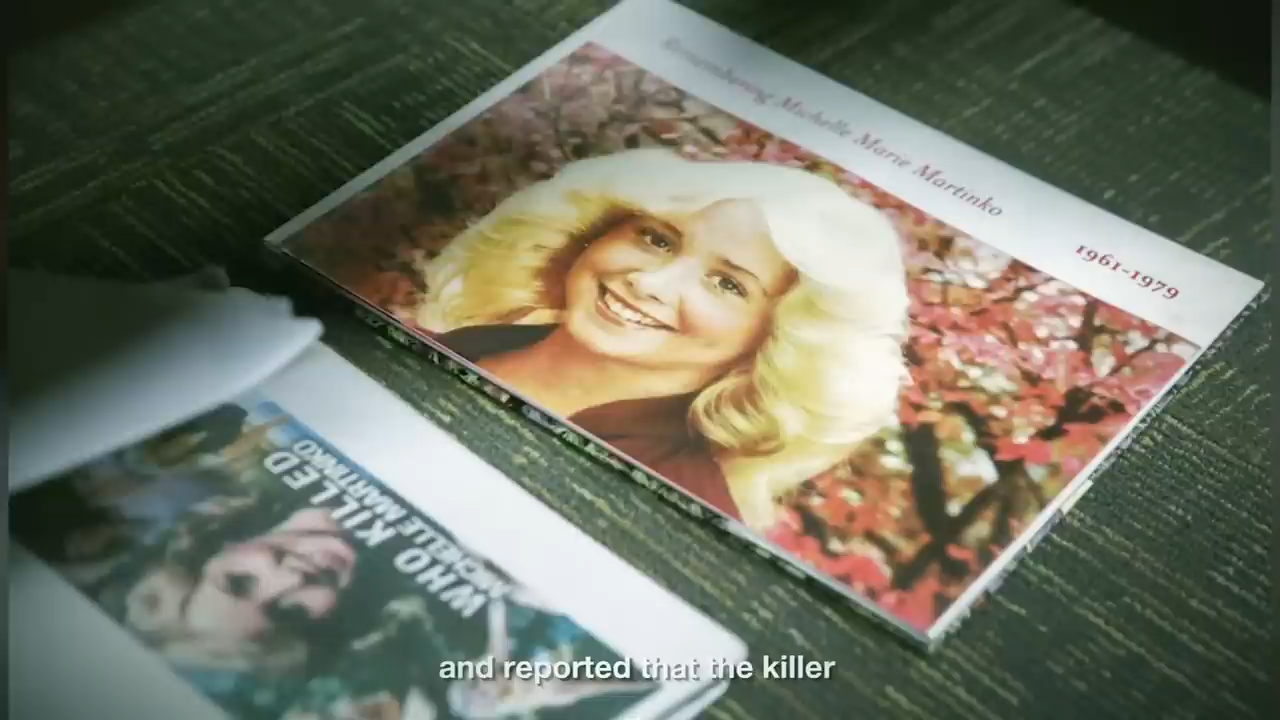 Remembering Michelle Marie Martinko
1961-1979
WHO KILLED
MICHELLE MARTINKO
and reported that the killer